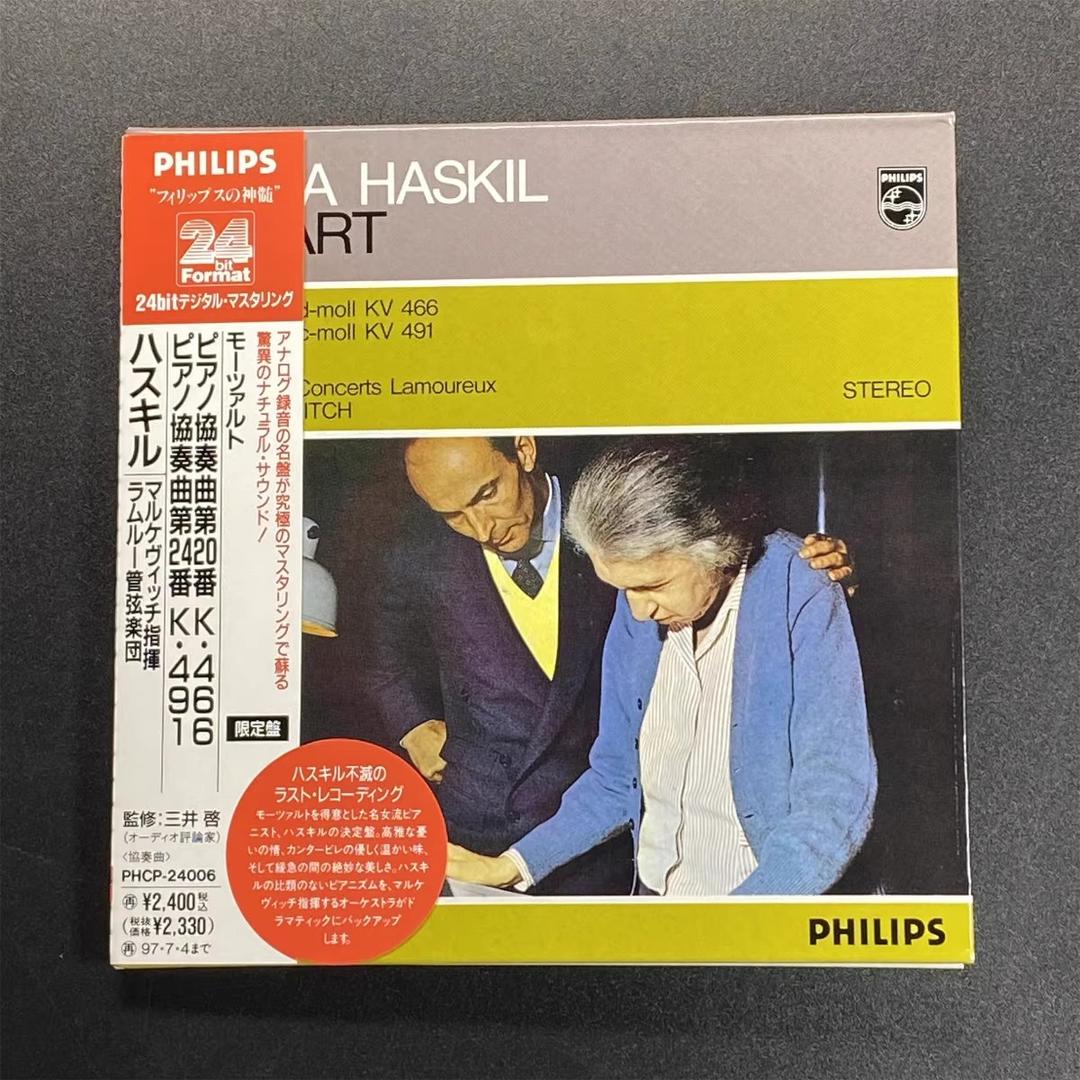 PHILIPS
"フィリップスの神髄"
24
bit
Format
24bitデジタル・マスタリング
アナログ録音の名盤が究極のマスタリングで蘇る
驚異のナチュラル・サウンド!
モーツァルト
ピアノ協奏曲第20番 K.466
ピアノ協奏曲第24番 K.491
ハスキル
マルケヴィッチ指揮
ラムルー管弦楽団
限定盤
監修:三井 啓
(オーディオ評論家)
〈協奏曲〉
PHCP-24006
再 ¥2,400税込
(税抜価格¥2,330)
再 97・7・4まで
ハスキル不滅の
ラスト・レコーディング
モーツァルトを得意とした名女流ピア
ニスト、ハスキルの決定盤。高雅な憂
いの情、カンタービレの優しく温かい味、
そして緩急の間の絶妙な美しさ。ハスキ
ルの比類のないピアニズムを、マルケ
ヴィッチ指揮するオーケストラがド
ラマティックにバックアップ
します。
A HASKIL
ART
PHILIPS
d-moll KV 466
c-moll KV 491
Concerts Lamoureux
ITCH
STEREO
PHILIPS